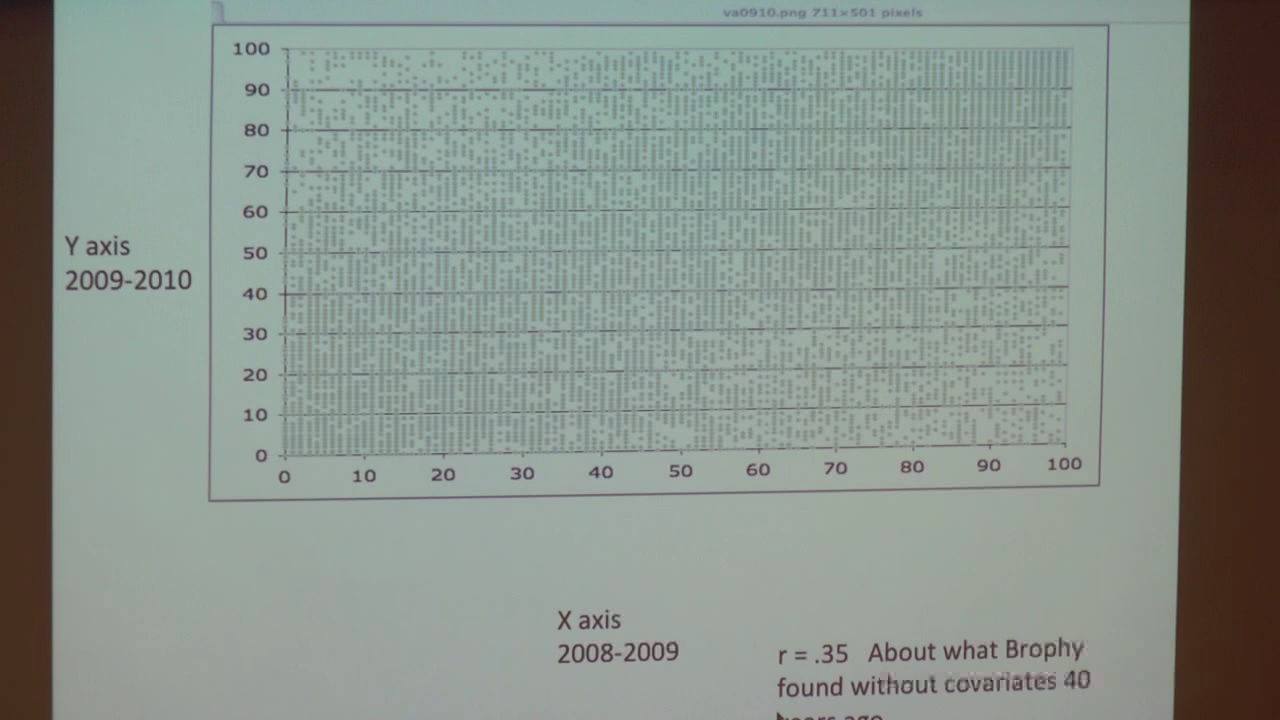 va0910.png 711×501 pixels
100
90
80
70
60
50
40
30
20
10
0
0 10 20 30 40 50 60 70 80 90 100
Y axis
2009-2010
X axis
2008-2009
r = .35 About what Brophy
found without covariates 40
years ago